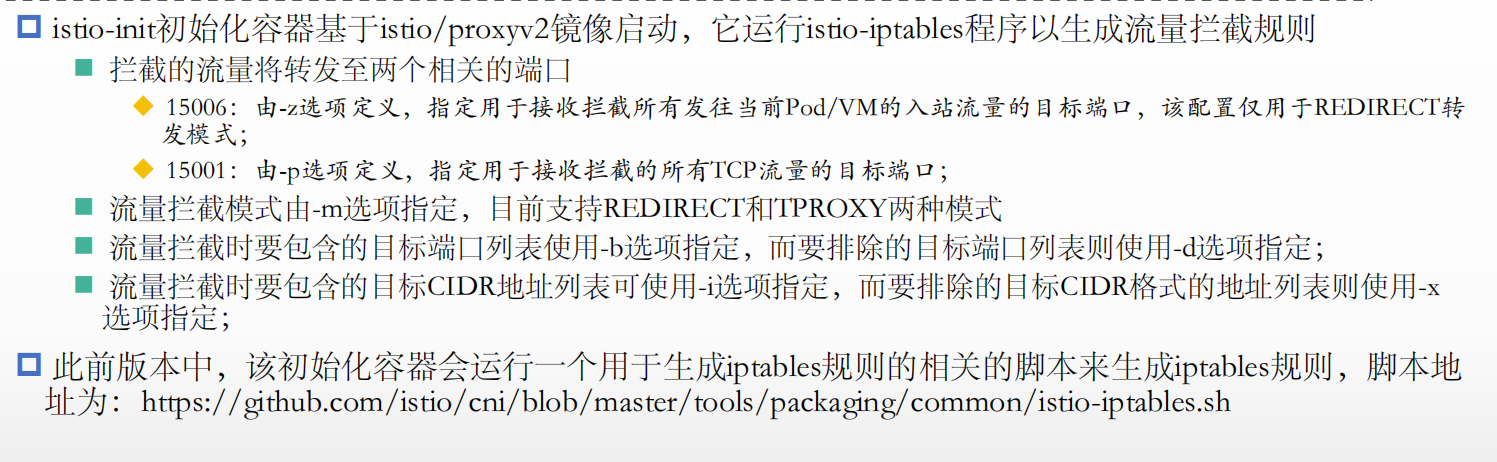 istio-init初始化容器基于istio/proxyv2镜像启动，它运行istio-iptables程序以生成流量拦截规则
拦截的流量将转发至两个相关的端口
15006：由-z选项定义，指定用于接收拦截所有发往当前Pod/VM的入站流量的目标端口，该配置仅用于REDIRECT转
发模式；
15001：由-p选项定义，指定用于接收拦截的所有TCP流量的目标端口；
流量拦截模式由-m选项指定，目前支持REDIRECT和TPROXY两种模式
流量拦截时要包含的目标端口列表使用-b选项指定，而要排除的目标端口列表则使用-d选项指定；
流量拦截时要包含的目标CIDR地址列表可使用-i选项指定，而要排除的目标CIDR格式的地址列表则使用-x
选项指定；
此前版本中，该初始化容器会运行一个用于生成iptables规则的相关的脚本来生成iptables规则，脚本地
址为：https://github.com/istio/cni/blob/master/tools/packaging/common/istio-iptables.sh